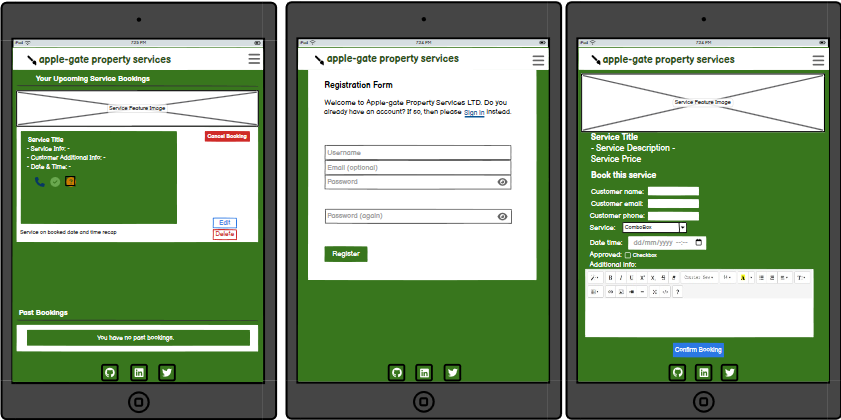 iPad 7:26 PM
apple-gate property services
Your Upcoming Service Bookings
Service Feature Image
Service Title
- Service Info: -
- Customer Additional Info: -
- Date & Time: -
Cancel Booking
Edit
Delete
Service on booked date and time recap
Past Bookings
You have no past bookings.
iPad 7:26 PM
apple-gate property services
Registration Form
Welcome to Apple-gate Property Services LTD. Do you
already have an account? If so, then please Sign in instead.
Username
Email (optional)
Password
Password (again)
Register
iPad 7:26 PM
apple-gate property services
Service Feature Image
Service Title
- Service Description -
Service Price
Book this service
Customer name:
Customer email:
Customer phone:
Service: ComboBox
Date time: dd/mm/yyyy --:--
Approved: Checkbox
Additional Info:
Confirm Booking